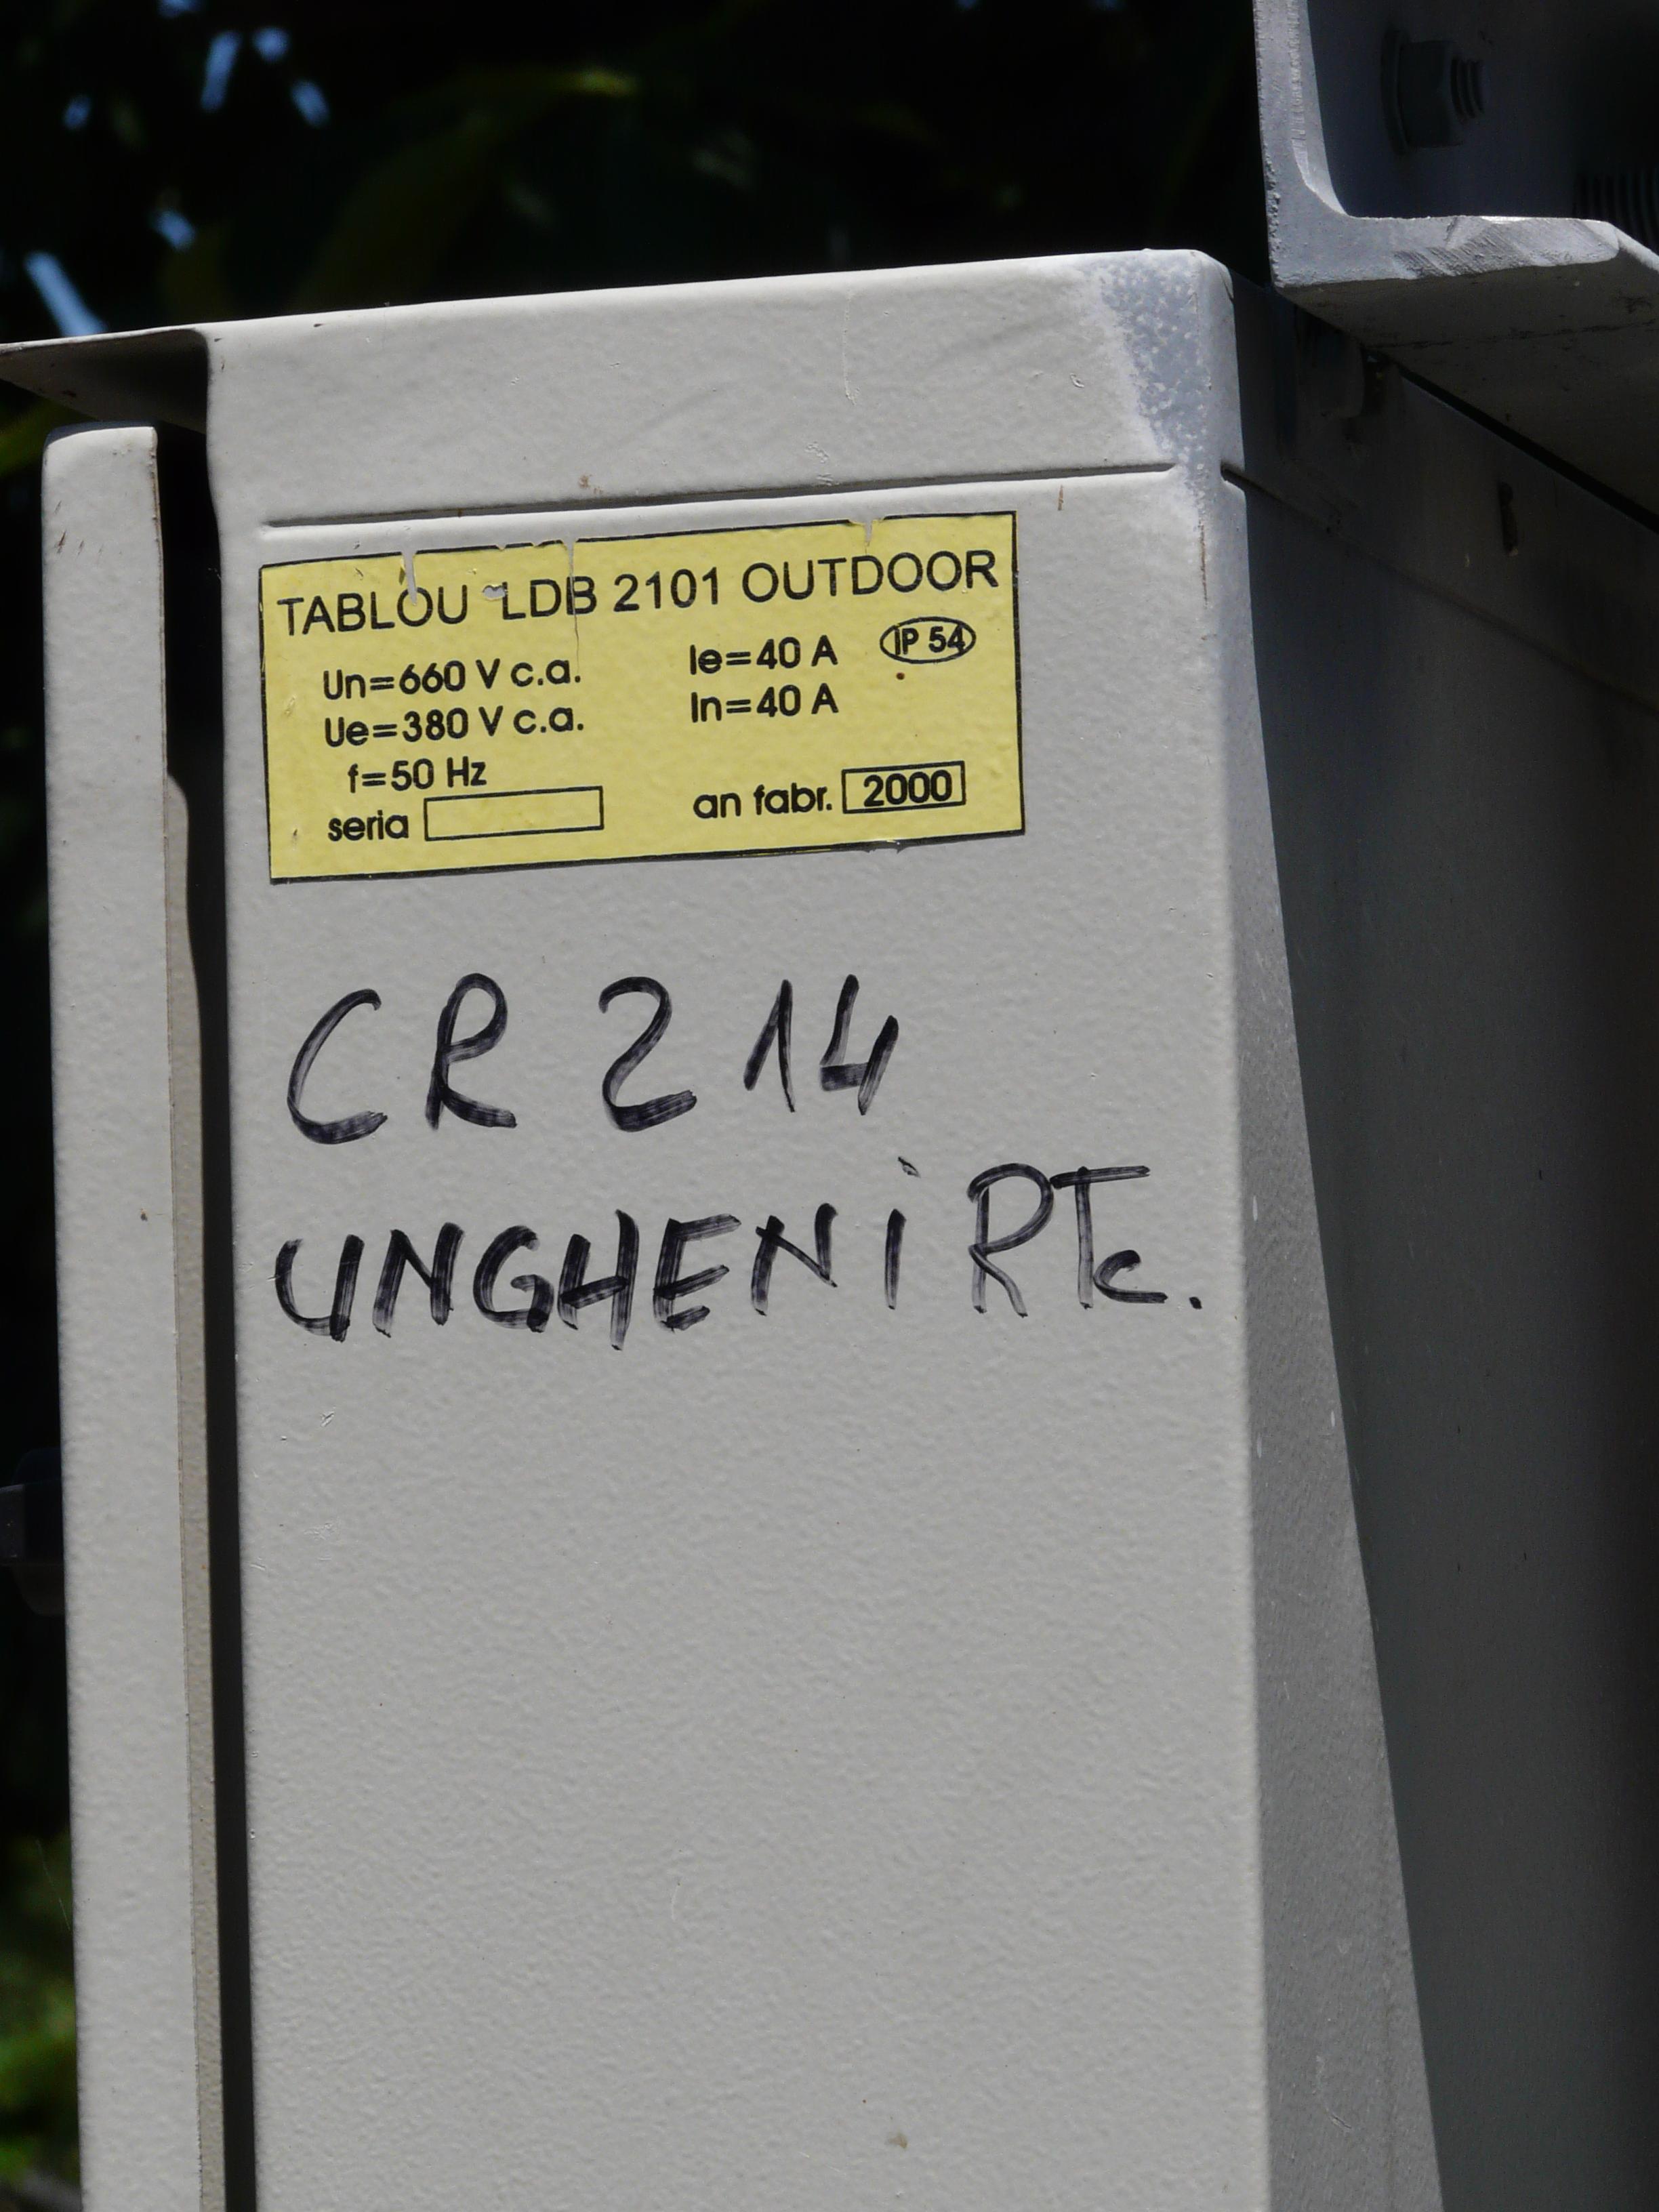 TABLOU LDB 2101 OUTDOOR
Un=660 V c.a. Ie=40 A IP 54
Ue=380 V c.a. In=40 A
f=50 Hz
seria an fabr. 2000
CR 214
UNGHENi RTc.